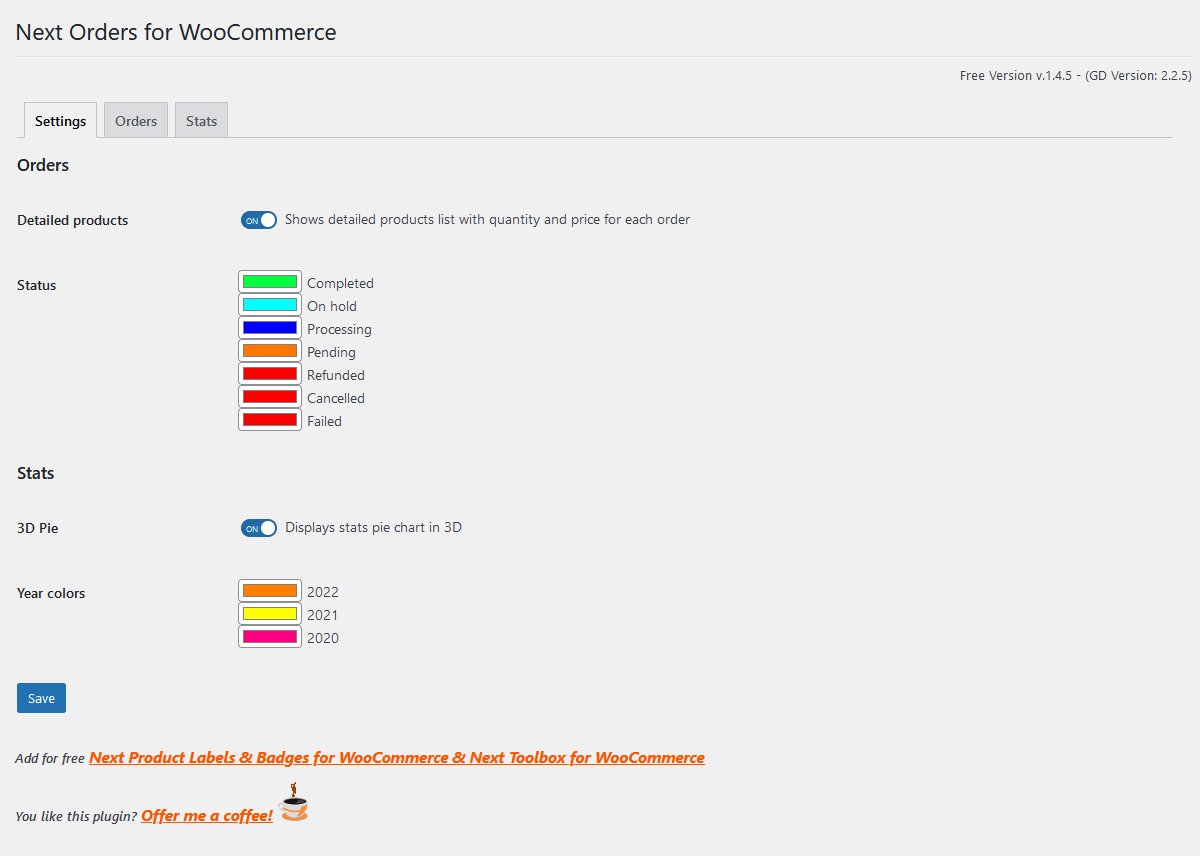 Next Orders for WooCommerce
Free Version v.1.4.5 - (GD Version: 2.2.5)
Settings Orders Stats
Orders
Detailed products ON Shows detailed products list with quantity and price for each order
Status Completed
On hold
Processing
Pending
Refunded
Cancelled
Failed
Stats
3D Pie ON Displays stats pie chart in 3D
Year colors 2022
2021
2020
Save
Add for free Next Product Labels & Badges for WooCommerce & Next Toolbox for WooCommerce
You like this plugin? Offer me a coffee!